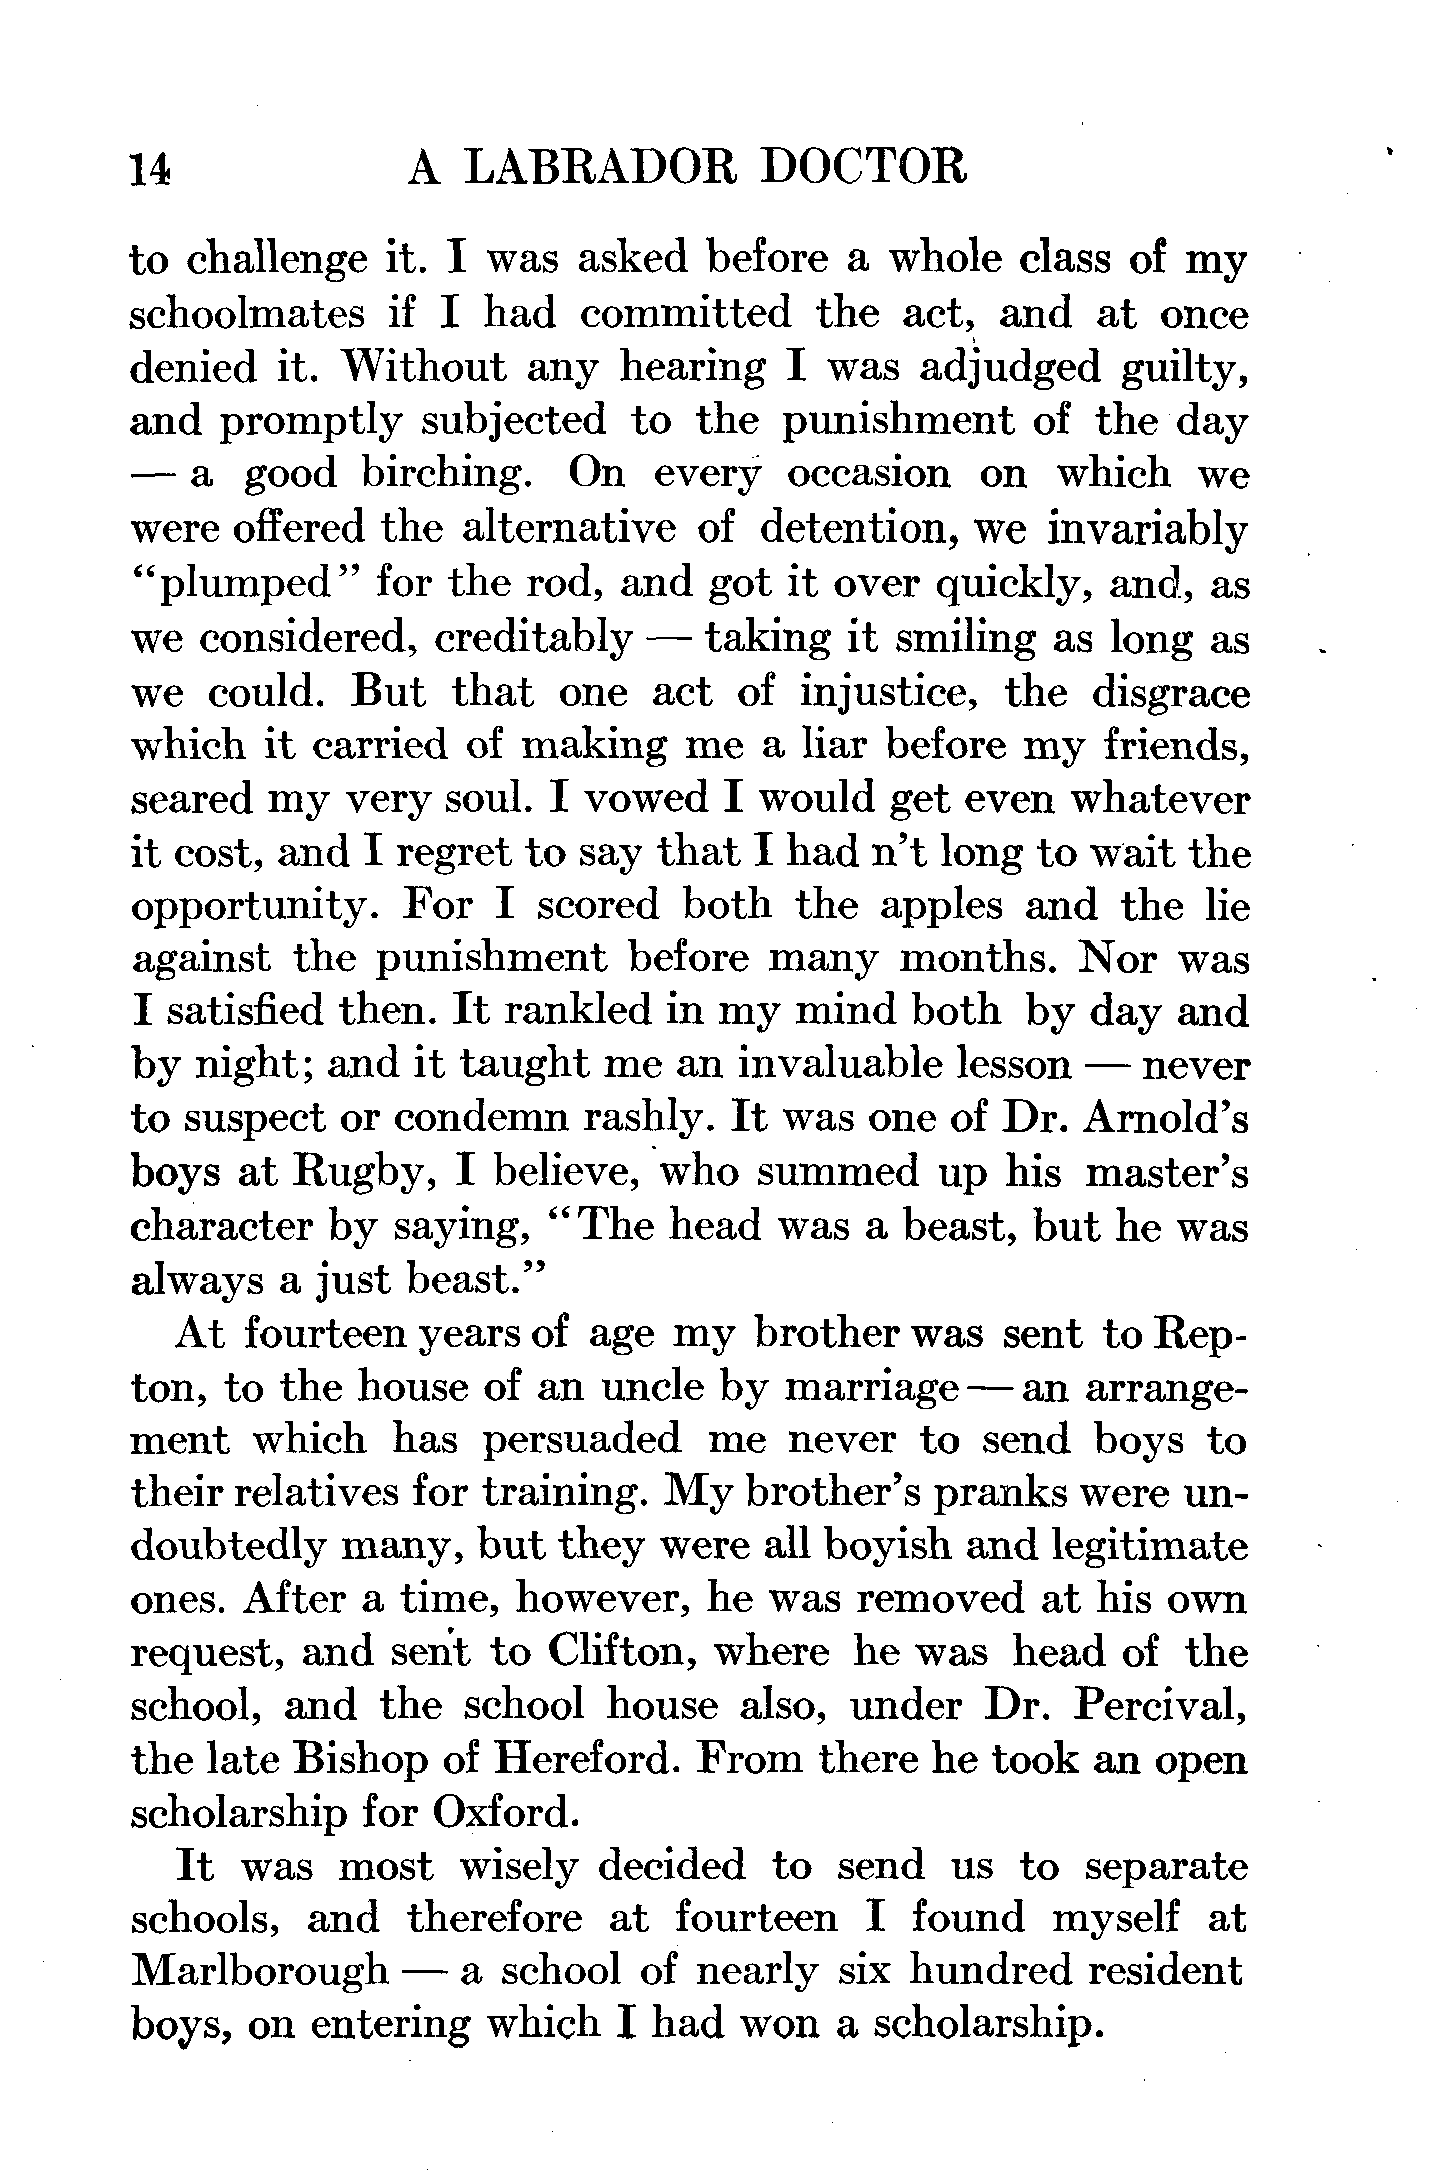 14 A LABRADOR DOCTOR
to challenge it. I was asked before a whole class of my
schoolmates if I had committed the act, and at once
denied it. Without any hearing I was adjudged guilty,
and promptly subjected to the punishment of the day
— a good birching. On every occasion on which we
were offered the alternative of detention, we invariably
"plumped" for the rod, and got it over quickly, and, as
we considered, creditably — taking it smiling as long as
we could. But that one act of injustice, the disgrace
which it carried of making me a liar before my friends,
seared my very soul. I vowed I would get even whatever
it cost, and I regret to say that I had n't long to wait the
opportunity. For I scored both the apples and the lie
against the punishment before many months. Nor was
I satisfied then. It rankled in my mind both by day and
by night; and it taught me an invaluable lesson — never
to suspect or condemn rashly. It was one of Dr. Arnold's
boys at Rugby, I believe, who summed up his master's
character by saying, "The head was a beast, but he was
always a just beast."
At fourteen years of age my brother was sent to Rep-
ton, to the house of an uncle by marriage — an arrange-
ment which has persuaded me never to send boys to
their relatives for training. My brother's pranks were un-
doubtedly many, but they were all boyish and legitimate
ones. After a time, however, he was removed at his own
request, and sent to Clifton, where he was head of the
school, and the school house also, under Dr. Percival,
the late Bishop of Hereford. From there he took an open
scholarship for Oxford.
It was most wisely decided to send us to separate
schools, and therefore at fourteen I found myself at
Marlborough — a school of nearly six hundred resident
boys, on entering which I had won a scholarship.